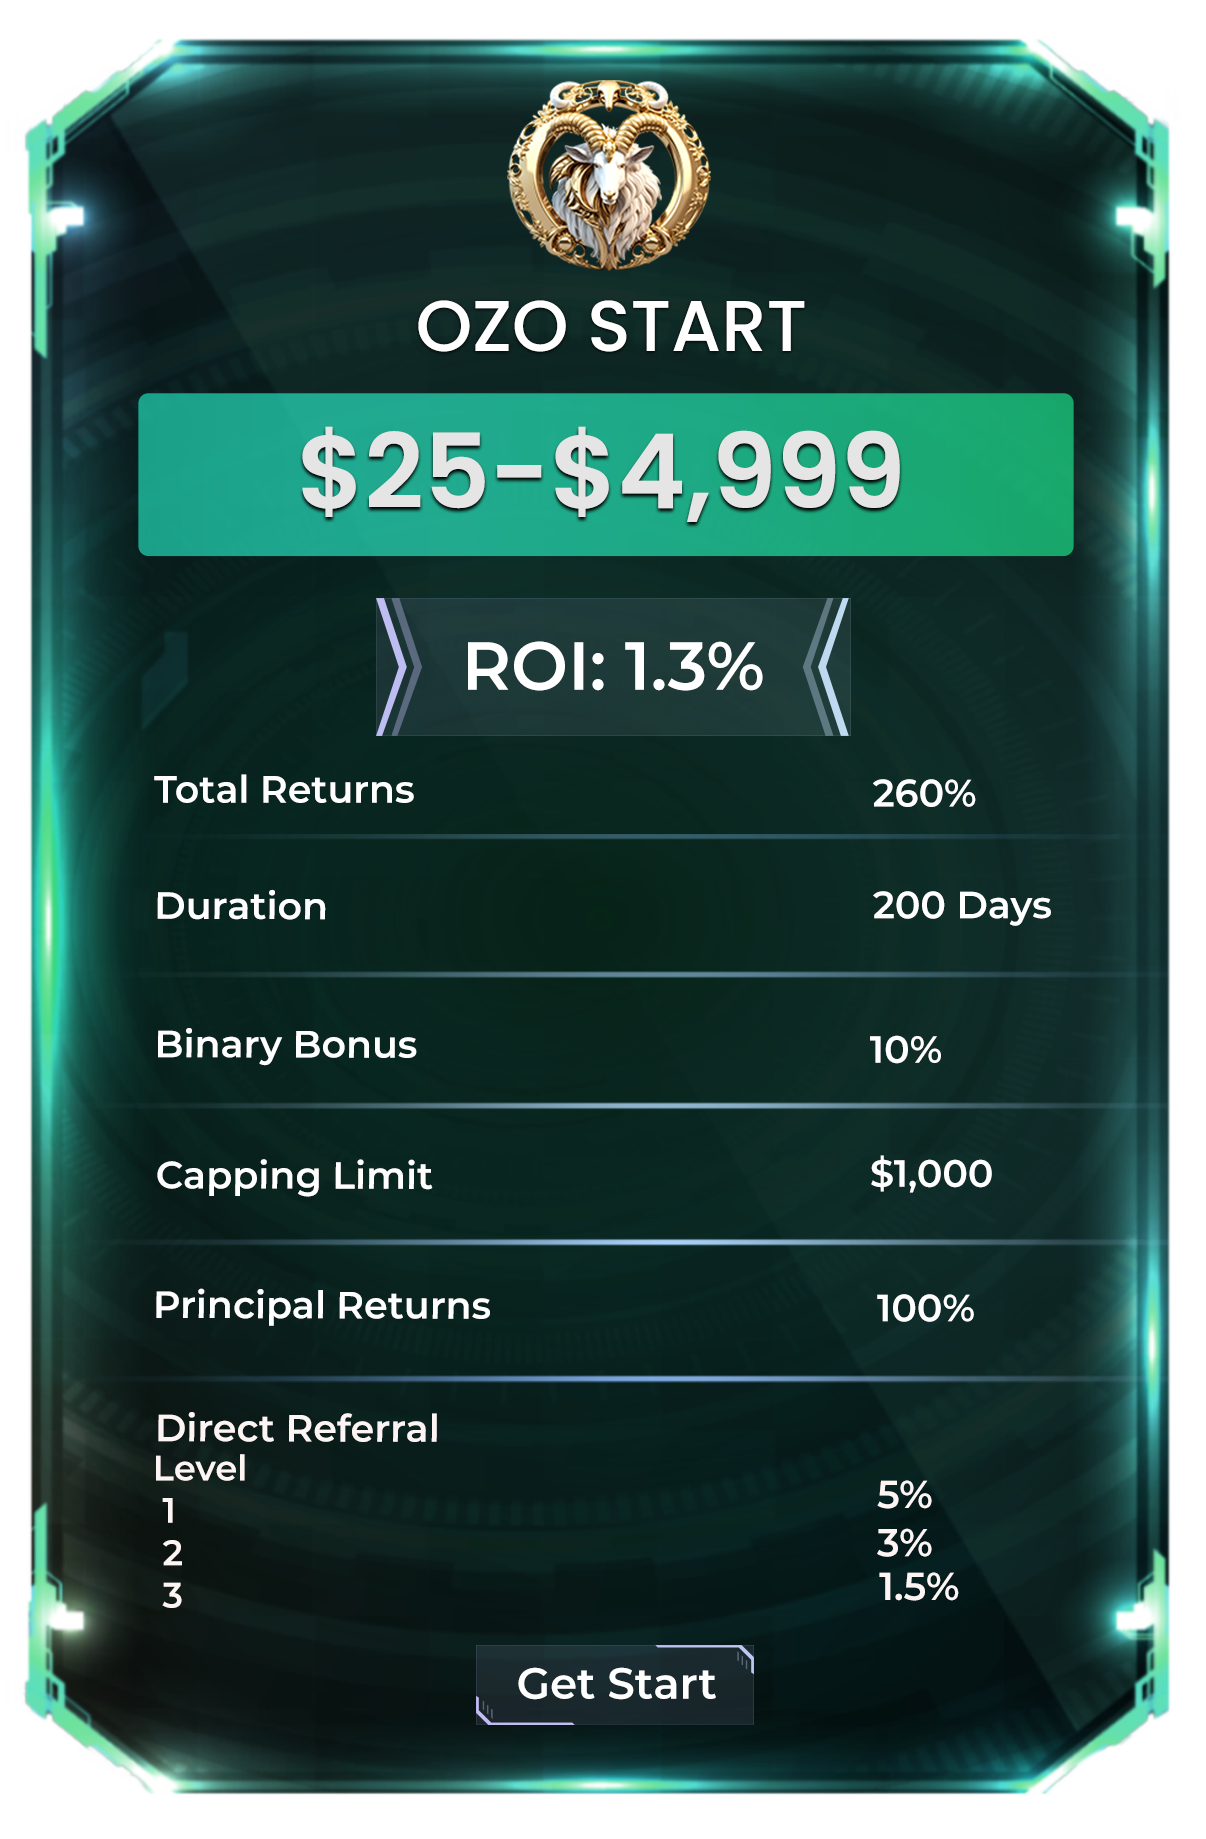 OZO START
$25-$4,999
ROI: 1.3%
Total Returns 260%
Duration 200 Days
Binary Bonus 10%
Capping Limit $1,000
Principal Returns 100%
Direct Referral
Level
1 5%
2 3%
3 1.5%
Get Start